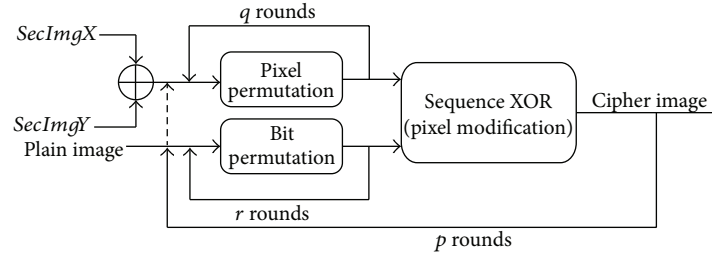 q rounds
SecImgX
Pixel
permutation
Sequence XOR
(pixel modification)
Cipher image
SecImgY
Plain image
Bit
permutation
r rounds
p rounds